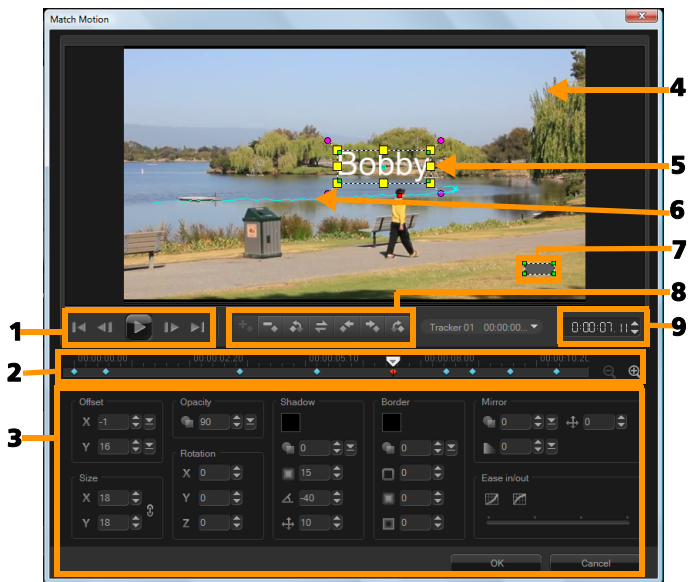 Match Motion
4
Bobby
5
6
7
8
1
Tracker 01 00:00:00...
0:00:07. 11
9
2
00:00:00.00 00:00:02.20 00:00:05.10 00:00:08.00 00:00:10.20
3
Offset
X -1
Y 16
Size
X 18
Y 18
Opacity
90
Rotation
X 0
Y 0
Z 0
Shadow
0
15
-40
10
Border
0
0
0
0
Mirror
0 0
0
Ease in/out
OK Cancel